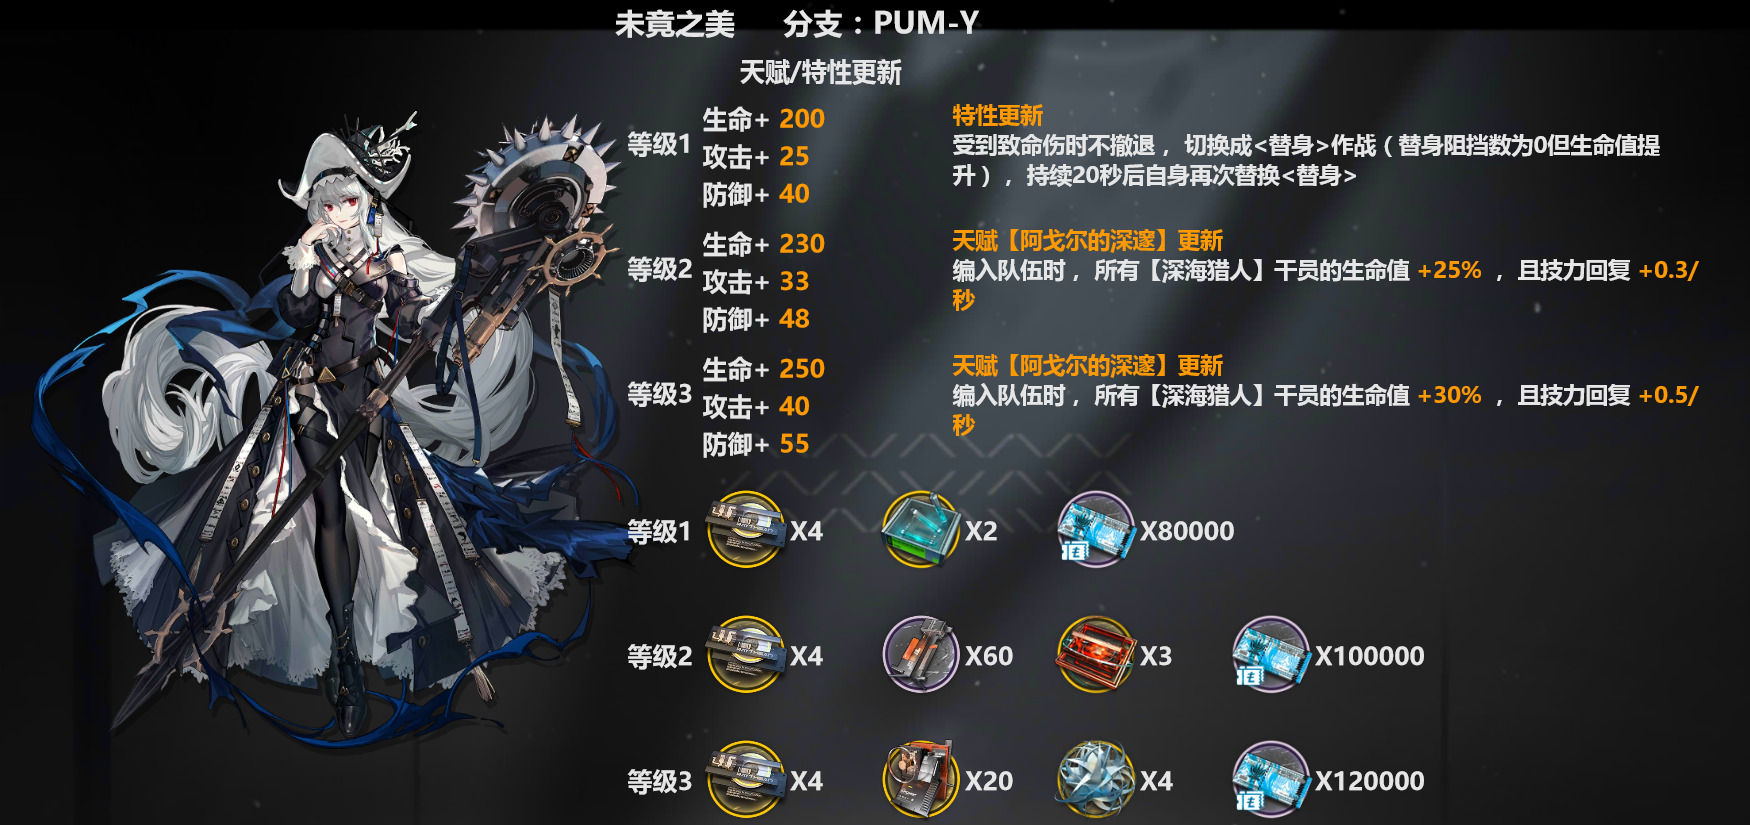 未竟之美 分支：PUM-Y
天赋/特性更新
等级1
生命+ 200
攻击+ 25
防御+ 40
特性更新
受到致命伤时不撤退，切换成<替身>作战（替身阻挡数为0但生命值提
升），持续20秒后自身再次替换<替身>
等级2
生命+ 230
攻击+ 33
防御+ 48
天赋【阿戈尔的深邃】更新
编入队伍时，所有【深海猎人】干员的生命值 +25% ，且技力回复 +0.3/
秒
等级3
生命+ 250
攻击+ 40
防御+ 55
天赋【阿戈尔的深邃】更新
编入队伍时，所有【深海猎人】干员的生命值 +30% ，且技力回复 +0.5/
秒
等级1 X4 X2 X80000
等级2 X4 X60 X3 X100000
等级3 X4 X20 X4 X120000